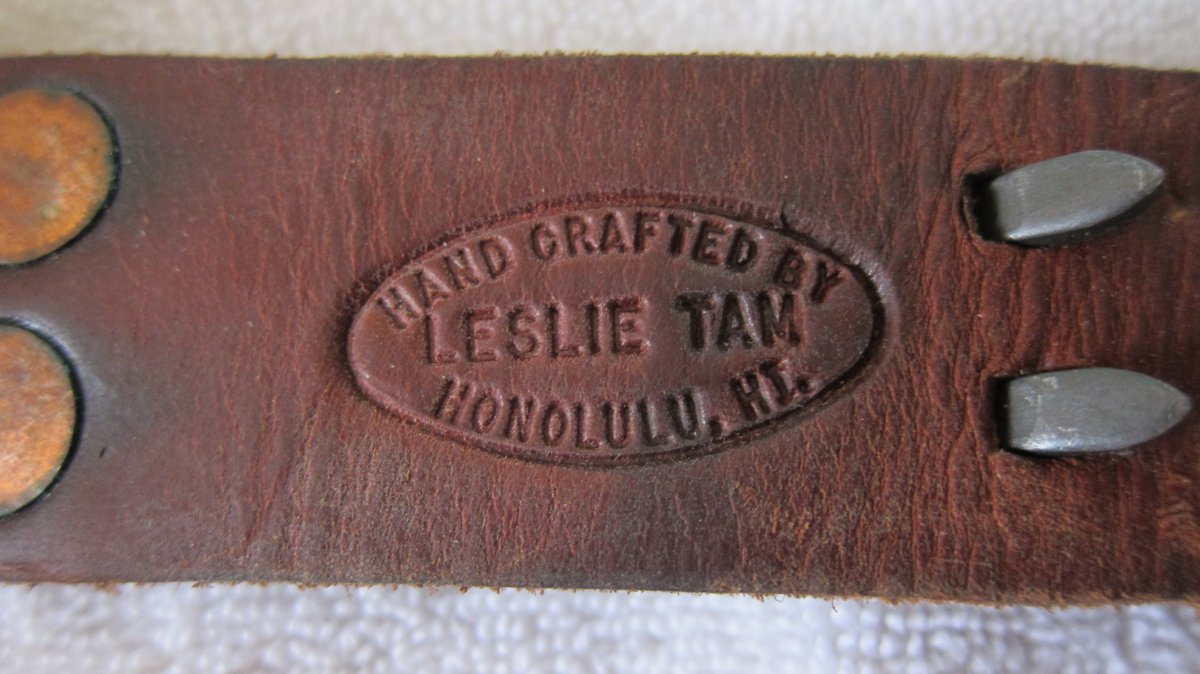 HAND CRAFTED BY
LESLIE TAM
HONOLULU, HI.